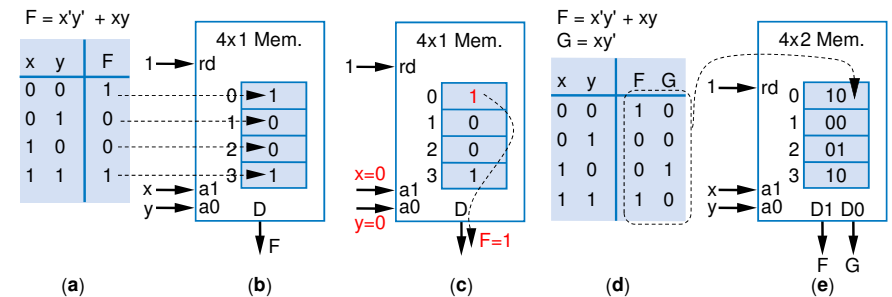 F = x'y' + xy
x y F
0 0 1
0 1 0
1 0 0
1 1 1
(a)
4x1 Mem.
1 rd
0 1
1 0
2 0
3 1
x a1
y a0
D
F
(b)
4x1 Mem.
1 rd
0 1
1 0
2 0
3 1
x=0
a1
a0
y=0
D
F=1
(c)
F = x'y' + xy
G = xy'
x y F G
0 0 1 0
0 1 0 0
1 0 0 1
1 1 1 0
(d)
4x2 Mem.
1 rd
0 10
1 00
2 01
3 10
x a1
y a0
D1 D0
F G
(e)